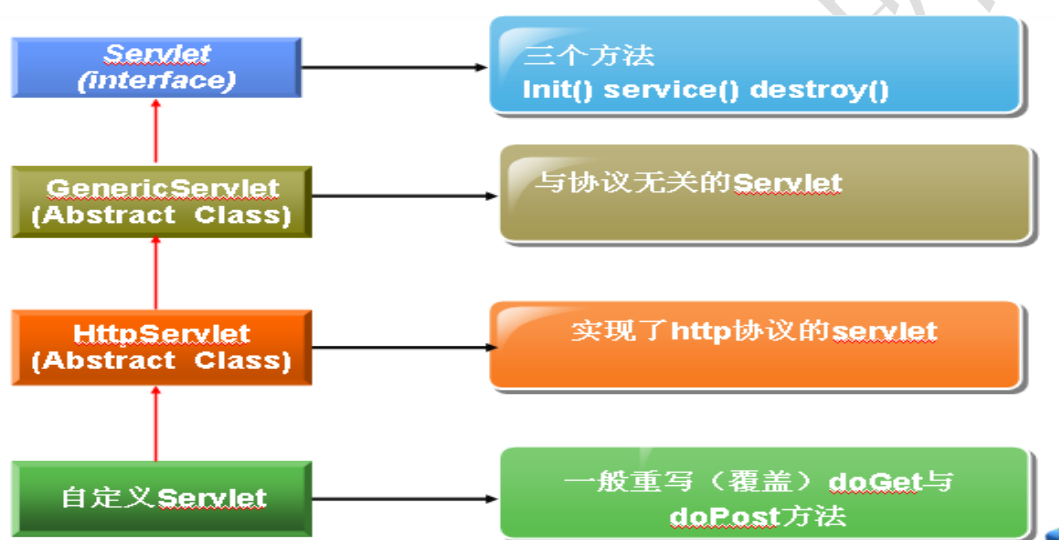 Servlet
(interface)
三个方法
Init() service() destroy()
GenericServlet
(Abstract Class)
与协议无关的Servlet
HttpServlet
(Abstract Class)
实现了http协议的servlet
自定义Servlet
一般重写（覆盖）doGet与
doPost方法